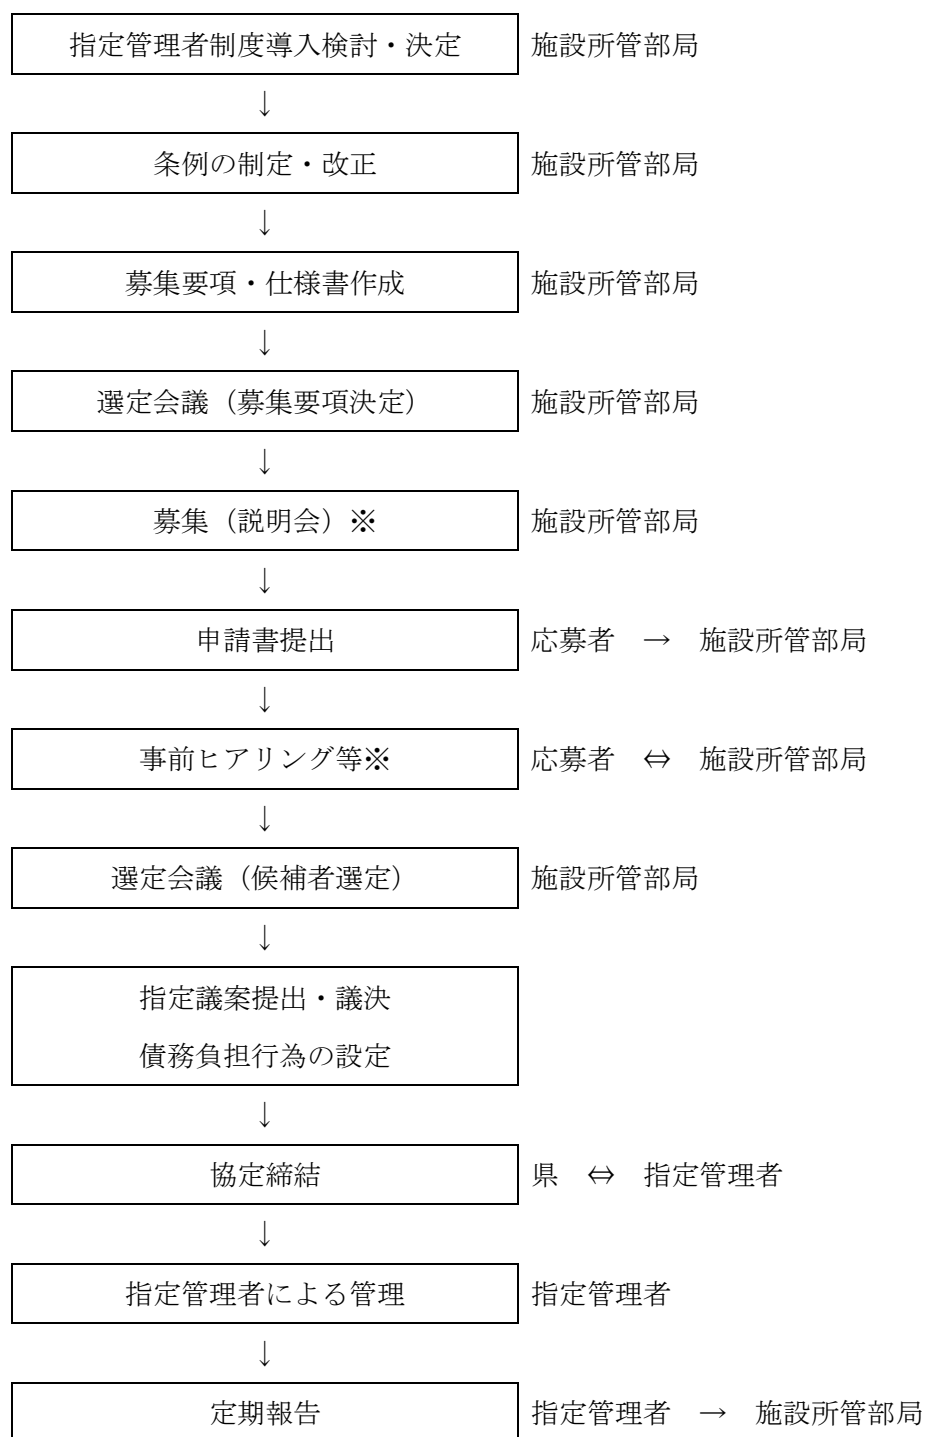 指定管理者制度導入検討・決定　施設所管部局
↓
条例の制定・改正　施設所管部局
↓
募集要項・仕様書作成　施設所管部局
↓
選定会議（募集要項決定）　施設所管部局
↓
募集（説明会）※　施設所管部局
↓
申請書提出　応募者　→　施設所管部局
↓
事前ヒアリング等※　応募者　⇔　施設所管部局
↓
選定会議（候補者選定）　施設所管部局
↓
指定議案提出・議決
債務負担行為の設定
↓
協定締結　県　⇔　指定管理者
↓
指定管理者による管理　指定管理者
↓
定期報告　指定管理者　→　施設所管部局